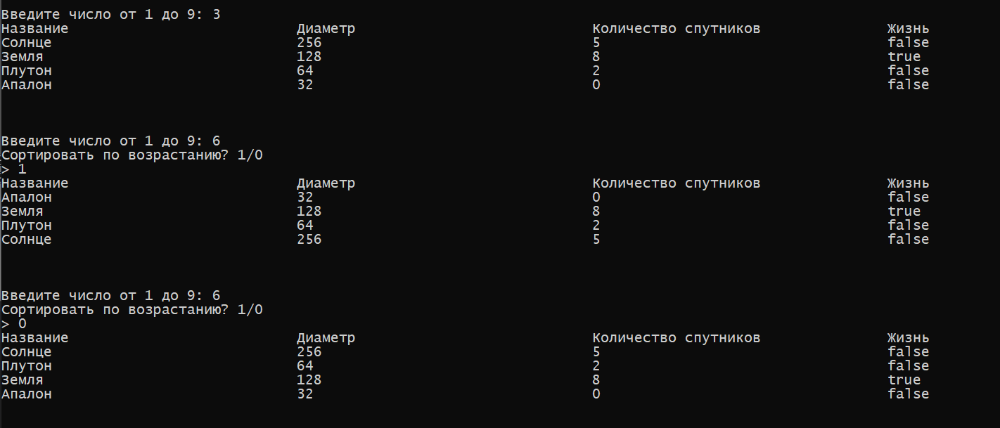 Введите число от 1 до 9: 3
Название Диаметр Количество спутников Жизнь
Солнце 256 5 false
Земля 128 8 true
Плутон 64 2 false
Апалон 32 0 false
Введите число от 1 до 9: 6
Сортировать по возрастанию? 1/0
> 1
Название Диаметр Количество спутников Жизнь
Апалон 32 0 false
Земля 128 8 true
Плутон 64 2 false
Солнце 256 5 false
Введите число от 1 до 9: 6
Сортировать по возрастанию? 1/0
> 0
Название Диаметр Количество спутников Жизнь
Солнце 256 5 false
Плутон 64 2 false
Земля 128 8 true
Апалон 32 0 false